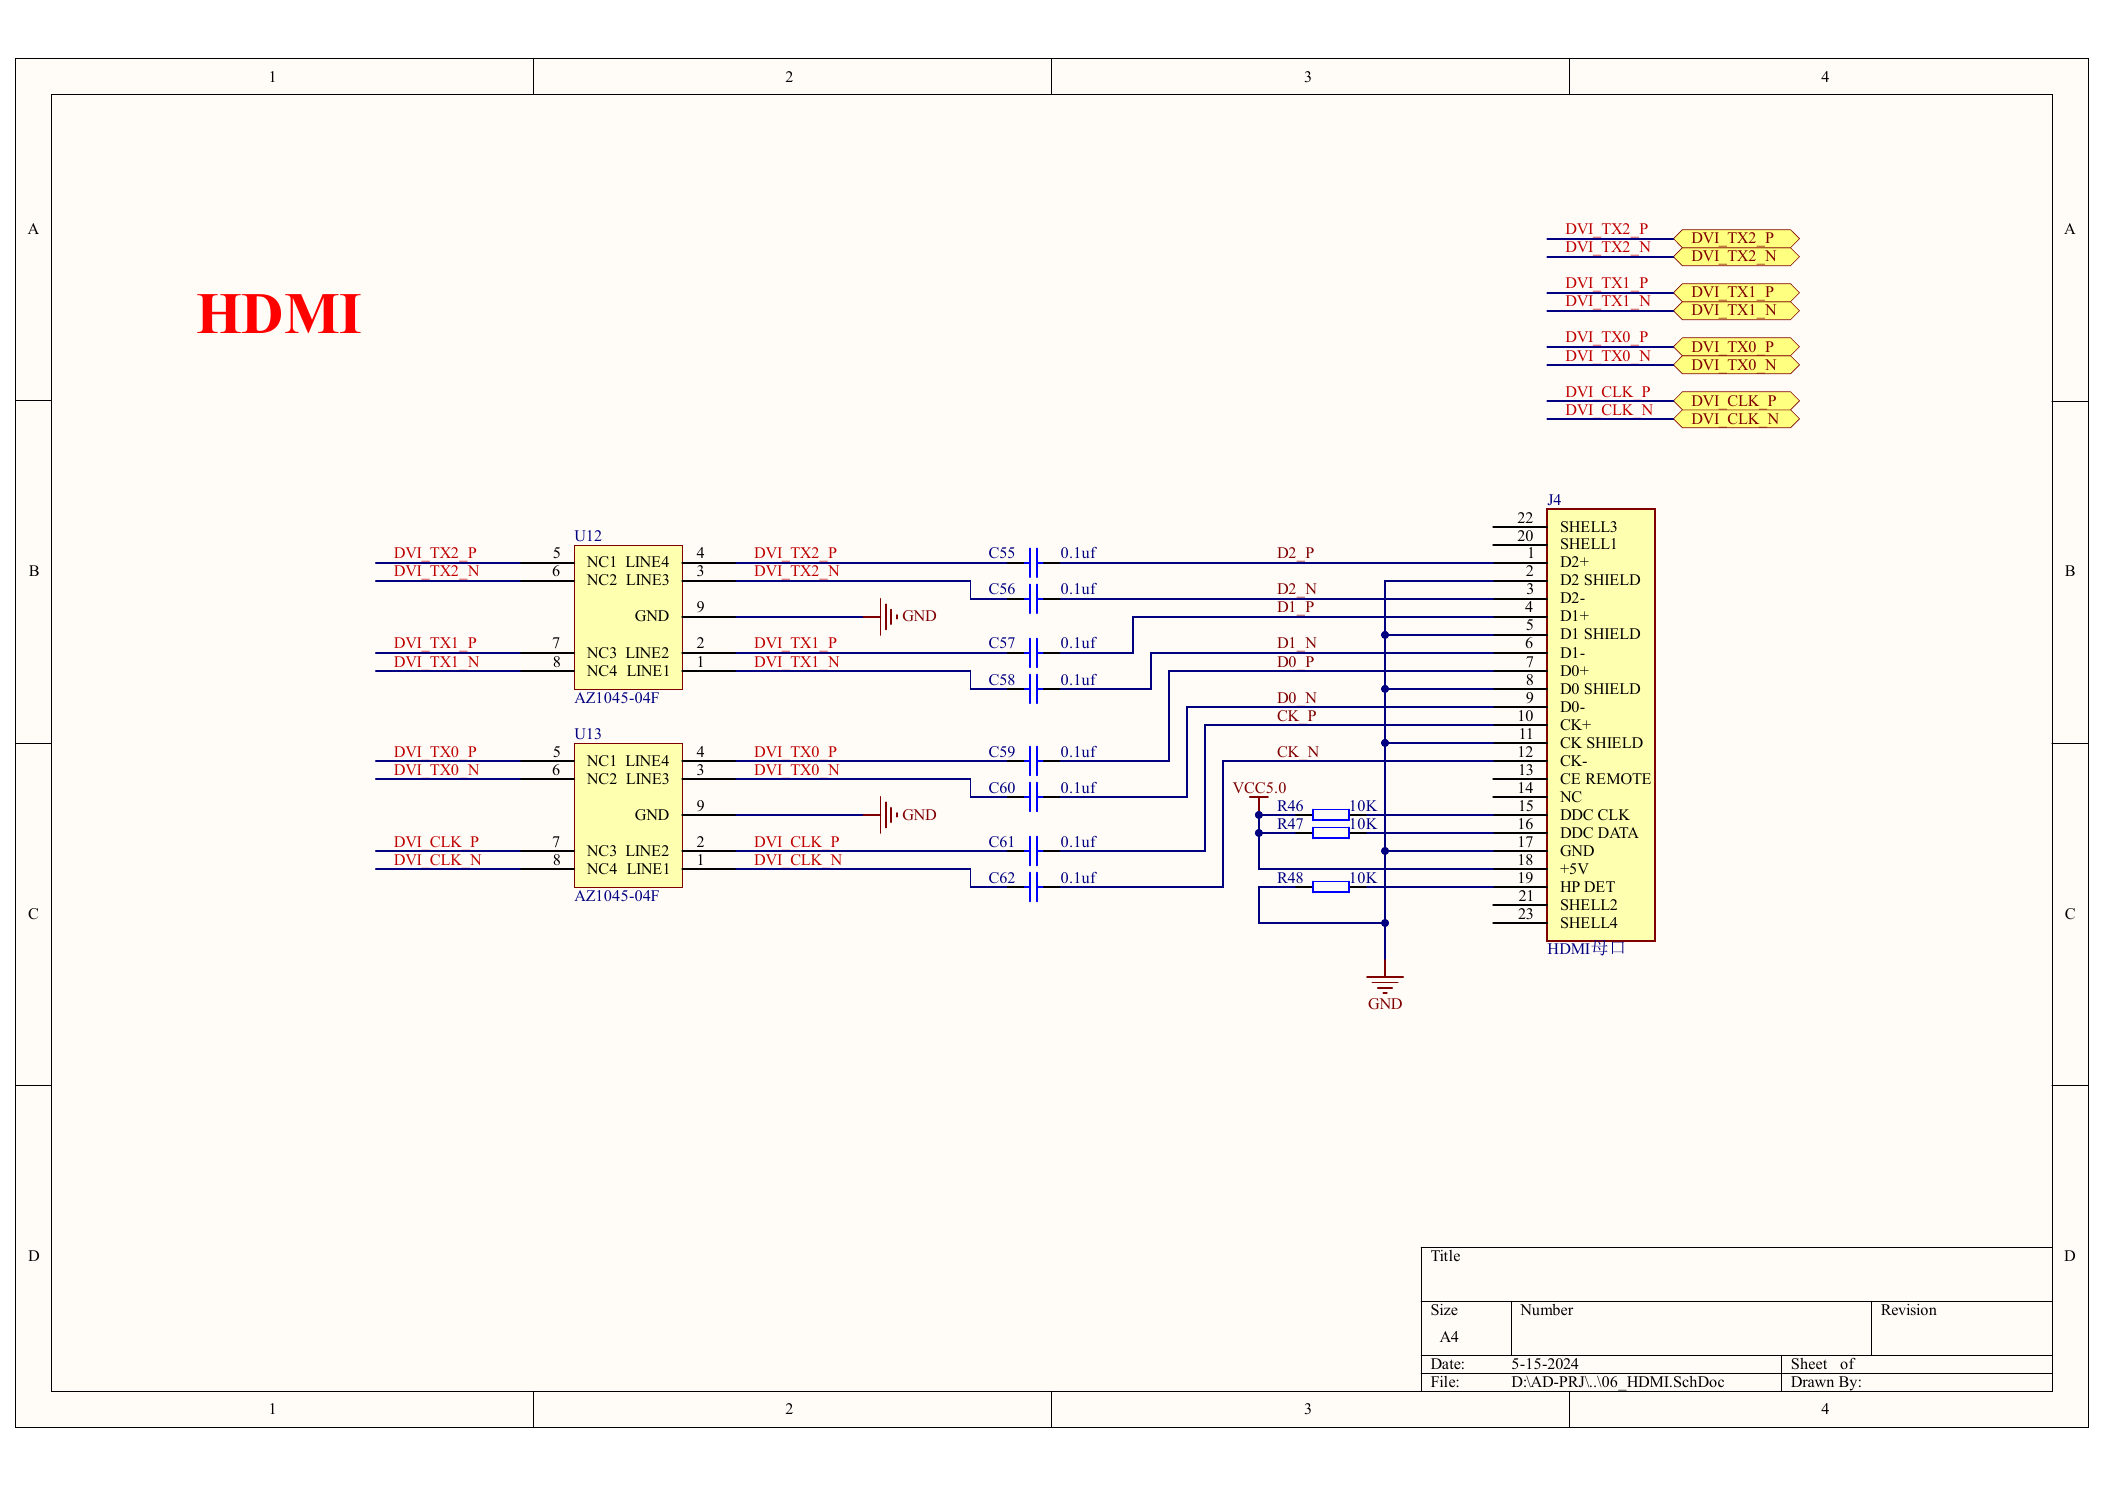 1 2 3 4
A A
HDMI
DVI_TX2_P DVI_TX2_P
DVI_TX2_N DVI_TX2_N
DVI_TX1_P DVI_TX1_P
DVI_TX1_N DVI_TX1_N
DVI_TX0_P DVI_TX0_P
DVI_TX0_N DVI_TX0_N
DVI_CLK_P DVI_CLK_P
DVI_CLK_N DVI_CLK_N
B B
U12
DVI_TX2_P 5 NC1 LINE4 4 DVI_TX2_P
DVI_TX2_N 6 NC2 LINE3 3 DVI_TX2_N
GND 9 GND
DVI_TX1_P 7 NC3 LINE2 2 DVI_TX1_P
DVI_TX1_N 8 NC4 LINE1 1 DVI_TX1_N
AZ1045-04F
U13
DVI_TX0_P 5 NC1 LINE4 4 DVI_TX0_P
DVI_TX0_N 6 NC2 LINE3 3 DVI_TX0_N
GND 9 GND
DVI_CLK_P 7 NC3 LINE2 2 DVI_CLK_P
DVI_CLK_N 8 NC4 LINE1 1 DVI_CLK_N
AZ1045-04F
C55 0.1uf
C56 0.1uf
C57 0.1uf
C58 0.1uf
C59 0.1uf
C60 0.1uf
C61 0.1uf
C62 0.1uf
D2_P
D2_N
D1_P
D1_N
D0_P
D0_N
CK_P
CK_N
VCC5.0
R46 10K
R47 10K
R48 10K
GND
J4
22 SHELL3
20 SHELL1
1 D2+
2 D2 SHIELD
3 D2-
4 D1+
5 D1 SHIELD
6 D1-
7 D0+
8 D0 SHIELD
9 D0-
10 CK+
11 CK SHIELD
12 CK-
13 CE REMOTE
14 NC
15 DDC CLK
16 DDC DATA
17 GND
18 +5V
19 HP DET
21 SHELL2
23 SHELL4
HDMI母口
C C
D D
Title
Size Number Revision
A4
Date: 5-15-2024 Sheet of
File: D:\AD-PRJ\..\06_HDMI.SchDoc Drawn By:
1 2 3 4